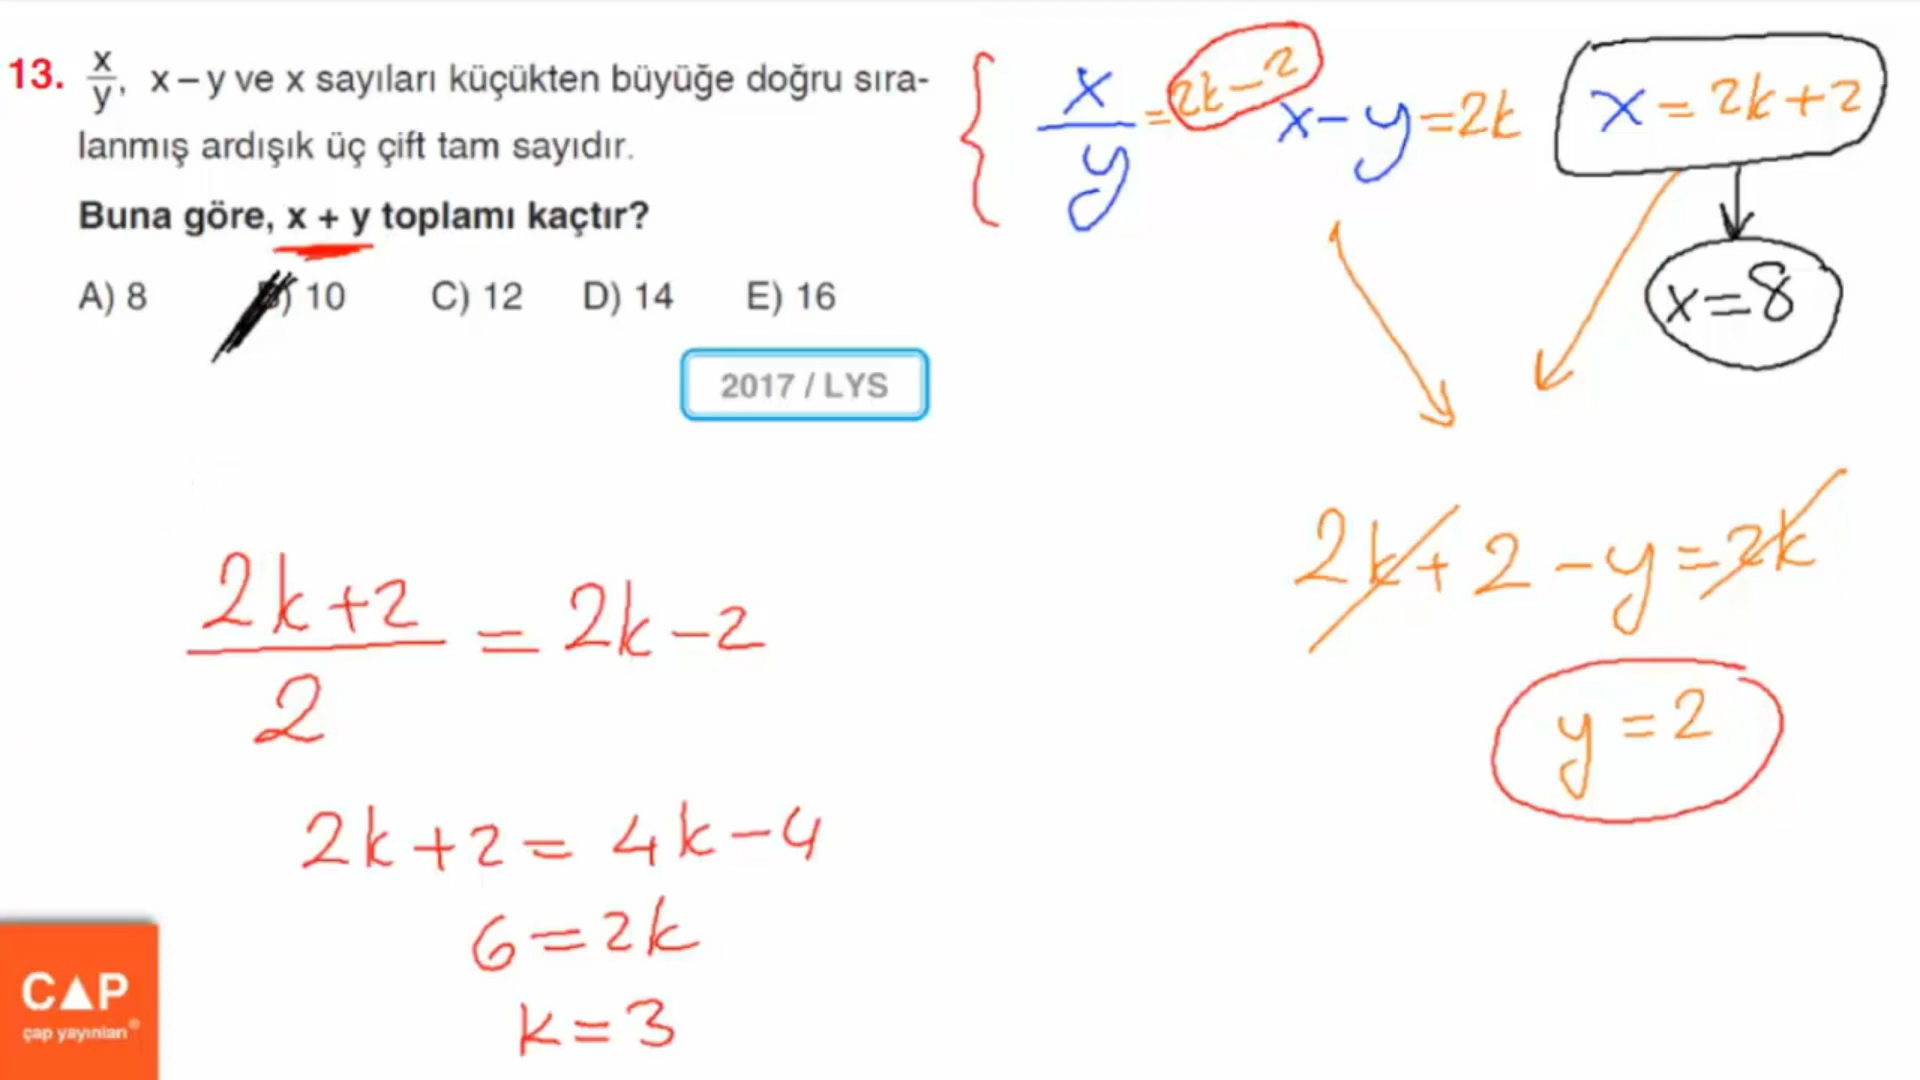 13. x/y, x – y ve x sayıları küçükten büyüğe doğru sıra-
lanmış ardışık üç çift tam sayıdır.
Buna göre, x + y toplamı kaçtır?
A) 8 B) 10 C) 12 D) 14 E) 16
2017 / LYS
x/y = 2k-2 x-y=2k x=2k+2
x=8
2k+2-y=2k
y=2
2k+2/2 = 2k-2
2k+2=4k-4
6=2k
k=3
CAP
çap yayınları®